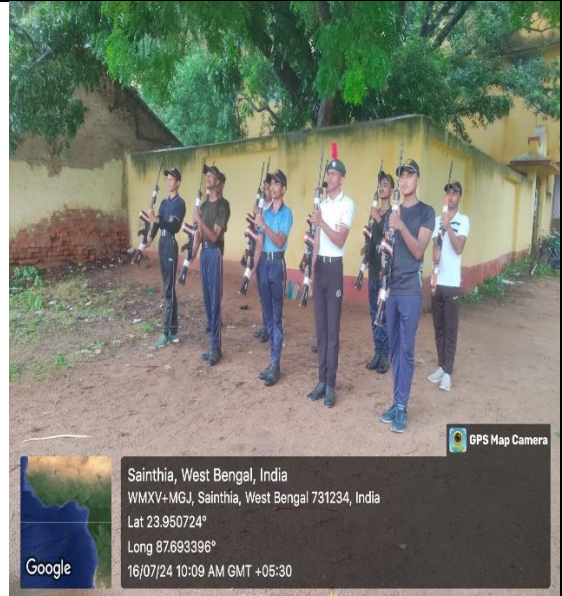 GPS Map Camera
Sainthia, West Bengal, India
WMXV+MGJ, Sainthia, West Bengal 731234, India
Lat 23.950724°
Long 87.693396°
16/07/24 10:09 AM GMT +05:30
Google